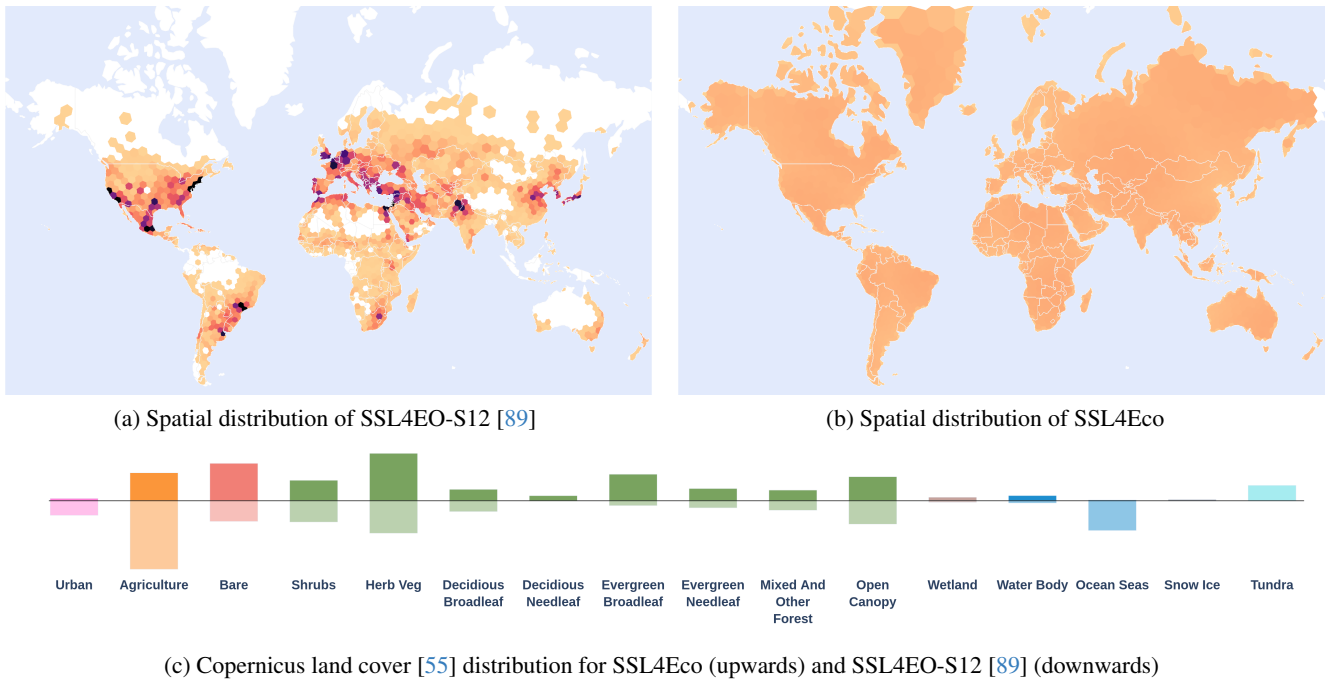 (a) Spatial distribution of SSL4EO-S12 [89]
(b) Spatial distribution of SSL4Eco
Urban
Agriculture
Bare
Shrubs
Herb Veg
Decidious
Broadleaf
Decidious
Needleaf
Evergreen
Broadleaf
Evergreen
Needleaf
Mixed And
Other
Forest
Open
Canopy
Wetland
Water Body
Ocean Seas
Snow Ice
Tundra
(c) Copernicus land cover [55] distribution for SSL4Eco (upwards) and SSL4EO-S12 [89] (downwards)